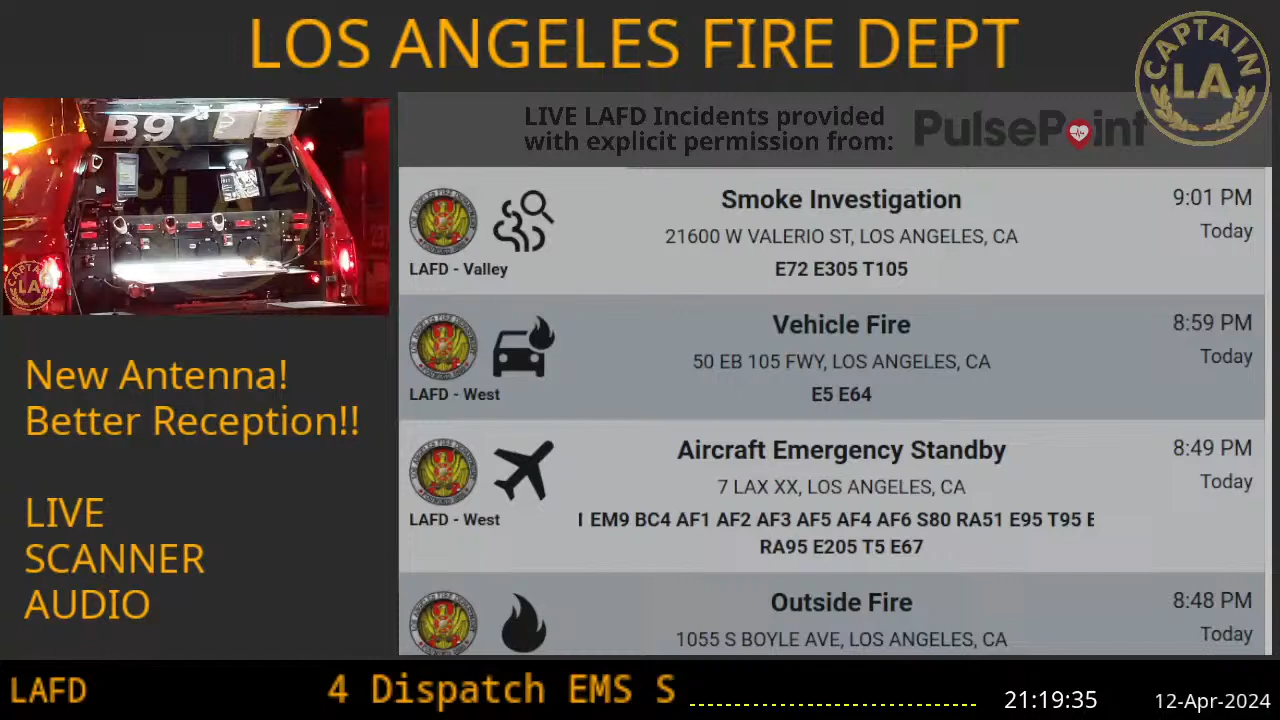 LOS ANGELES FIRE DEPT
CAPTAIN
LA
B9
LIVE LAFD Incidents provided
with explicit permission from:
PulsePoint
Smoke Investigation
9:01 PM
21600 W VALERIO ST, LOS ANGELES, CA
Today
LAFD - Valley
E72 E305 T105
Vehicle Fire
8:59 PM
50 EB 105 FWY, LOS ANGELES, CA
Today
LAFD - West
E5 E64
Aircraft Emergency Standby
8:49 PM
7 LAX XX, LOS ANGELES, CA
Today
LAFD - West
EM9 BC4 AF1 AF2 AF3 AF5 AF4 AF6 S80 RA51 E95 T95
RA95 E205 T5 E67
Outside Fire
8:48 PM
1055 S BOYLE AVE, LOS ANGELES, CA
Today
CAPTAIN
LA
New Antenna!
Better Reception!!
LIVE
SCANNER
AUDIO
LAFD
4 Dispatch EMS S
21:19:35
12-Apr-2024